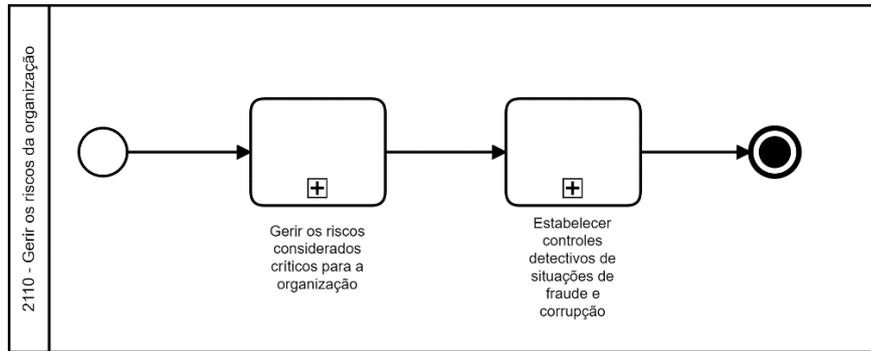 2110 - Gerir os riscos da organização
Gerir os riscos
considerados
críticos para a
organização
Estabelecer
controles
detectivos de
situações de
fraude e
corrupção